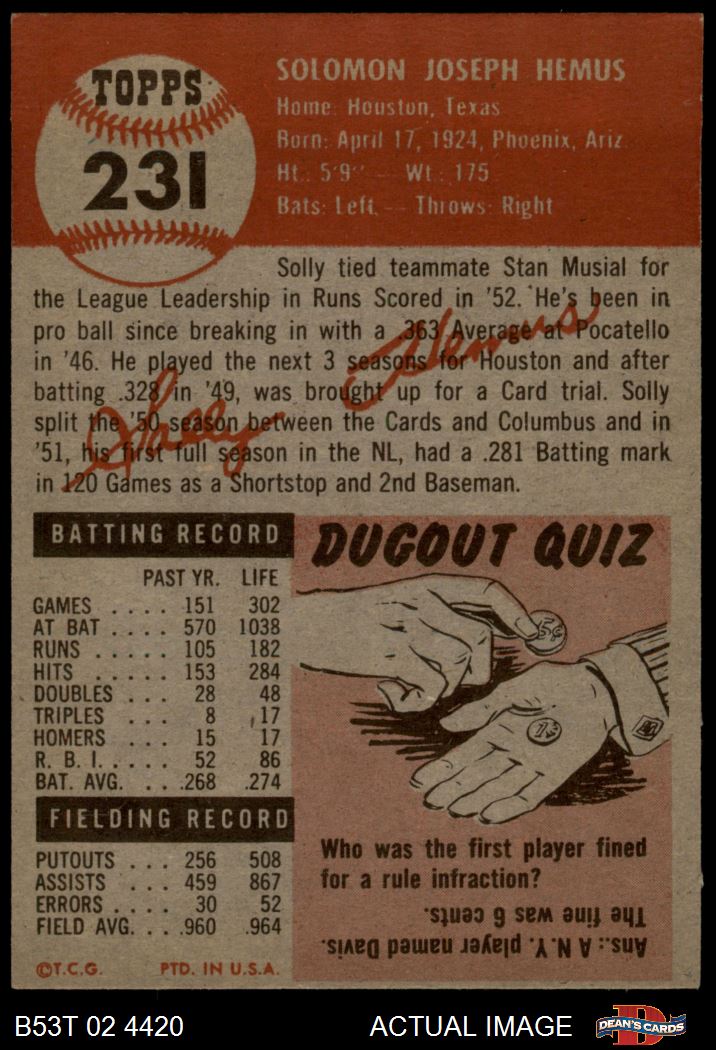 TOPPS
231
SOLOMON JOSEPH HEMUS
Home: Houston, Texas
Born: April 17, 1924, Phoenix, Ariz.
Ht.: 5'9" — Wt.: 175
Bats: Left — Throws: Right
Solly tied teammate Stan Musial for
the League Leadership in Runs Scored in '52. He's been in
pro ball since breaking in with a .363 Average at Pocatello
in '46. He played the next 3 seasons for Houston and after
batting .328 in '49, was brought up for a Card trial. Solly
split the '50 season between the Cards and Columbus and in
'51, his first full season in the NL, had a .281 Batting mark
in 120 Games as a Shortstop and 2nd Baseman.
Solly Hemus
BATTING RECORD
PAST YR. LIFE
GAMES .... 151 302
AT BAT .... 570 1038
RUNS ..... 105 182
HITS ..... 153 284
DOUBLES ... 28 48
TRIPLES ... 8 17
HOMERS ... 15 17
R. B. I. .... 52 86
BAT. AVG. ... .268 .274
FIELDING RECORD
PUTOUTS ... 256 508
ASSISTS ... 459 867
ERRORS .... 30 52
FIELD AVG. ... .960 .964
©T.C.G. PTD. IN U.S.A.
DUGOUT QUIZ
5¢
1¢
Who was the first player fined
for a rule infraction?
Ans.: A N.Y. player named Davis.
The fine was 6 cents.
B53T 02 4420 ACTUAL IMAGE
DEAN'S CARDS